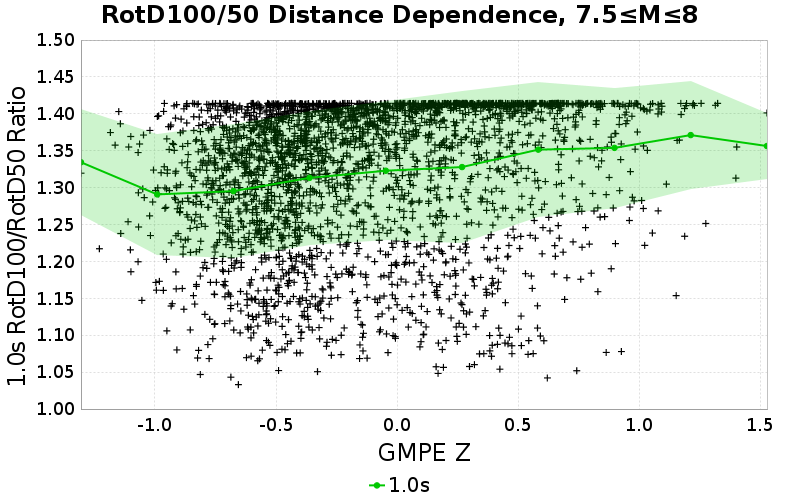 RotD100/50 Distance Dependence, 7.5≤M≤8
1.0s RotD100/RotD50 Ratio
1.50
1.45
1.40
1.35
1.30
1.25
1.20
1.15
1.10
1.05
1.00
-1.0 -0.5 0.0 0.5 1.0 1.5
GMPE Z
1.0s